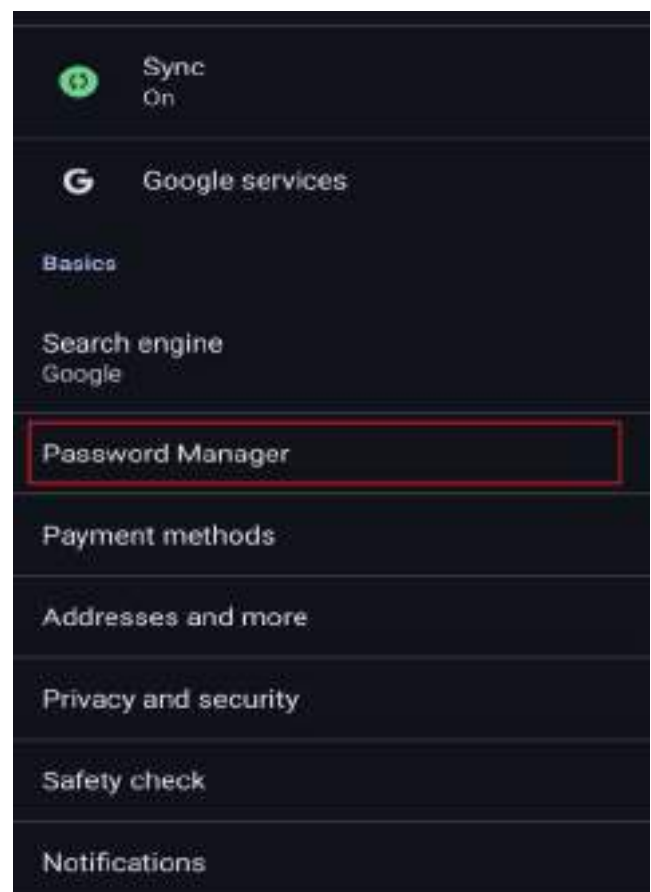 Sync
On
Google services
Basics
Search engine
Google
Password Manager
Payment methods
Addresses and more
Privacy and security
Safety check
Notifications